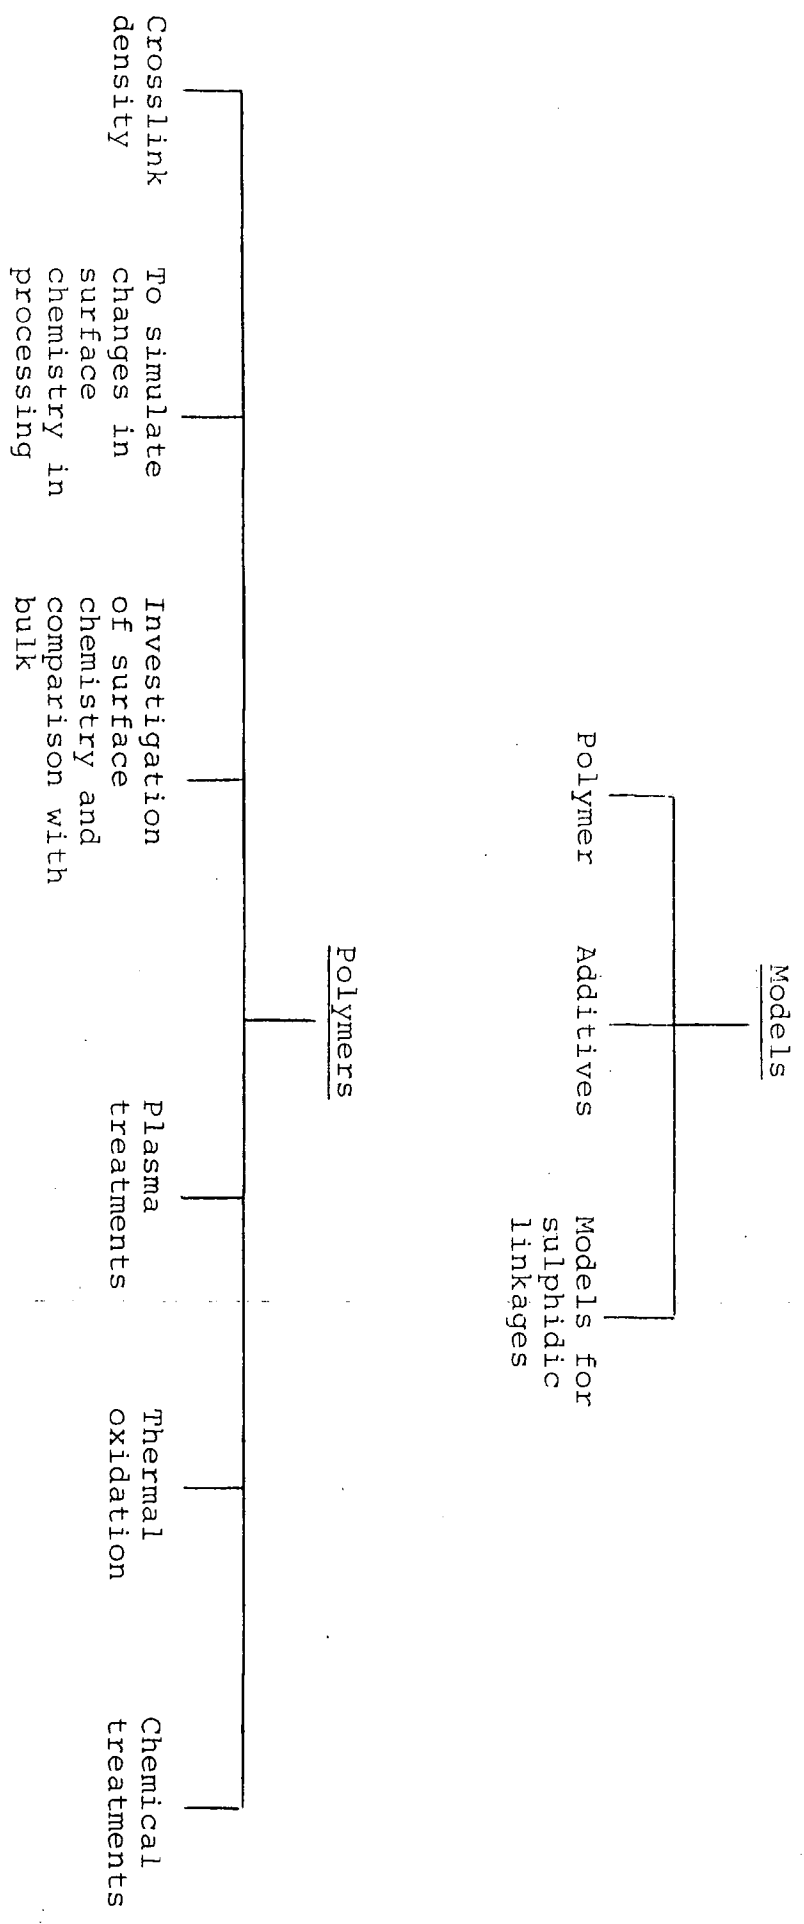 Models
Polymer
Additives
Models for
sulphidic
linkages
Polymers
Crosslink
density
To simulate
changes in
surface
chemistry in
processing
Investigation
of surface
chemistry and
comparison with
bulk
Plasma
treatments
Thermal
oxidation
Chemical
treatments